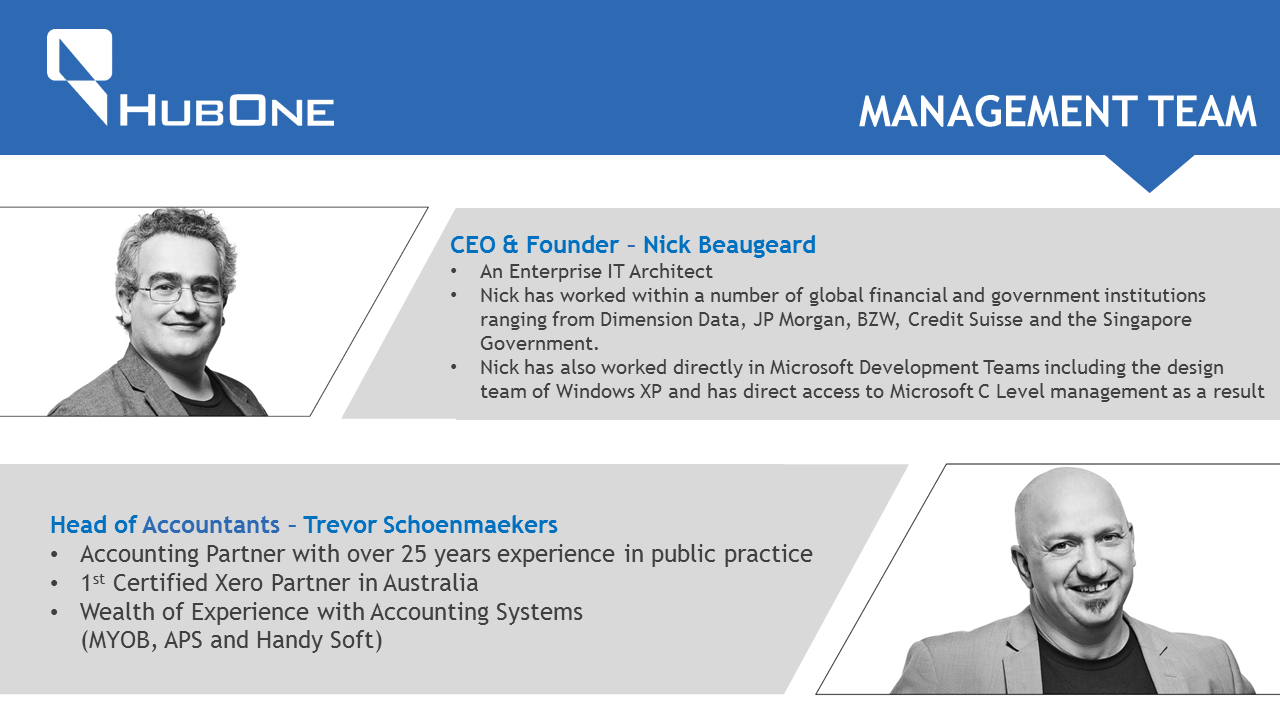 HUBONE
MANAGEMENT TEAM
CEO & Founder – Nick Beaugeard
• An Enterprise IT Architect
• Nick has worked within a number of global financial and government institutions
ranging from Dimension Data, JP Morgan, BZW, Credit Suisse and the Singapore
Government.
• Nick has also worked directly in Microsoft Development Teams including the design
team of Windows XP and has direct access to Microsoft C Level management as a result
Head of Accountants – Trevor Schoenmaekers
• Accounting Partner with over 25 years experience in public practice
• 1st Certified Xero Partner in Australia
• Wealth of Experience with Accounting Systems
(MYOB, APS and Handy Soft)